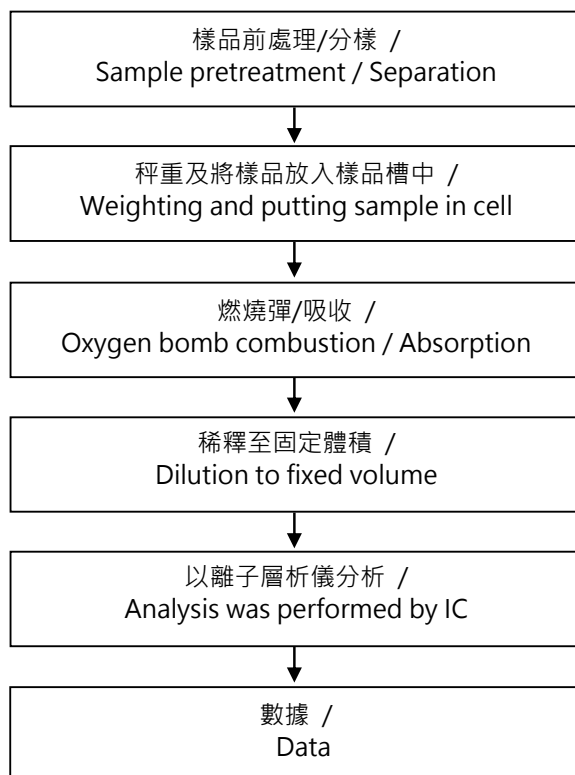 樣品前處理/分樣 /
Sample pretreatment / Separation
秤重及將樣品放入樣品槽中 /
Weighting and putting sample in cell
燃燒彈/吸收 /
Oxygen bomb combustion / Absorption
稀釋至固定體積 /
Dilution to fixed volume
以離子層析儀分析 /
Analysis was performed by IC
數據 /
Data